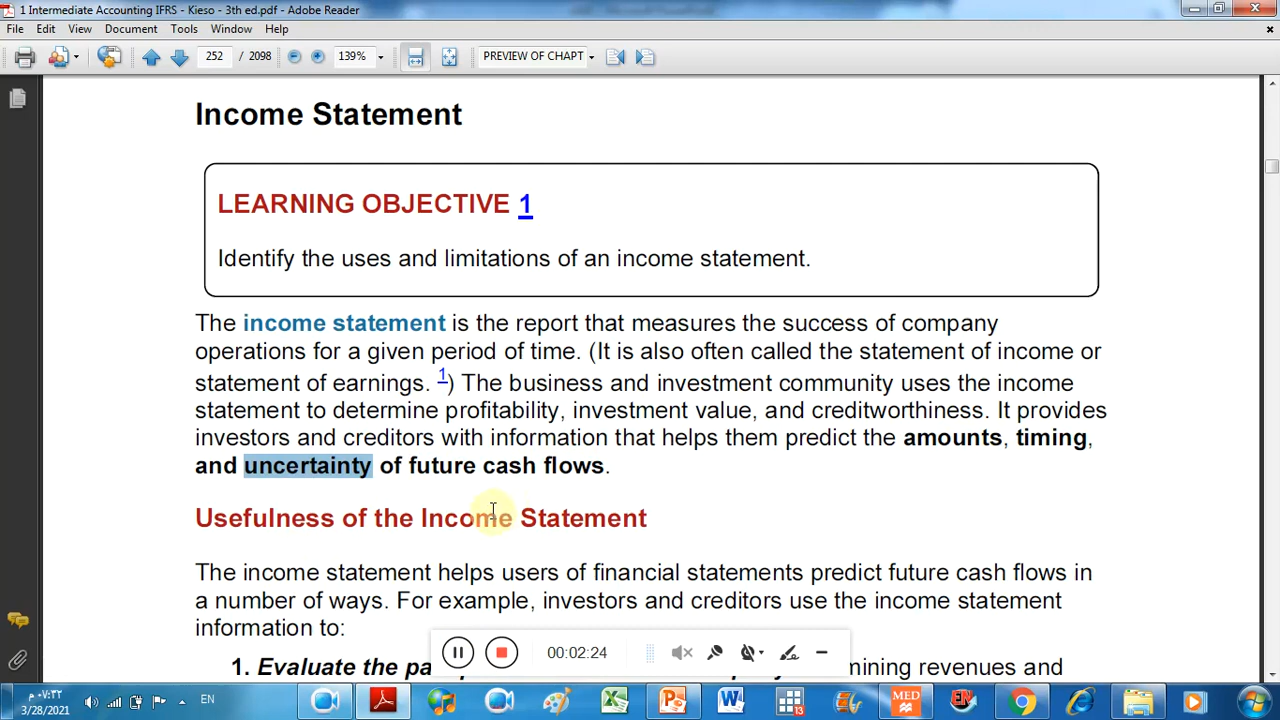 1 Intermediate Accounting IFRS - Kieso - 3th ed.pdf - Adobe Reader
File Edit View Document Tools Window Help
252 / 2098 139% PREVIEW OF CHAPT
Income Statement
LEARNING OBJECTIVE 1
Identify the uses and limitations of an income statement.
The income statement is the report that measures the success of company
operations for a given period of time. (It is also often called the statement of income or
statement of earnings. 1) The business and investment community uses the income
statement to determine profitability, investment value, and creditworthiness. It provides
investors and creditors with information that helps them predict the amounts, timing,
and uncertainty of future cash flows.
Usefulness of the Income Statement
The income statement helps users of financial statements predict future cash flows in
a number of ways. For example, investors and creditors use the income statement
information to:
1. Evaluate the pa
mining revenues and
00:02:24
EN
MED
EN
13
٠٧:٢٢ م
3/28/2021